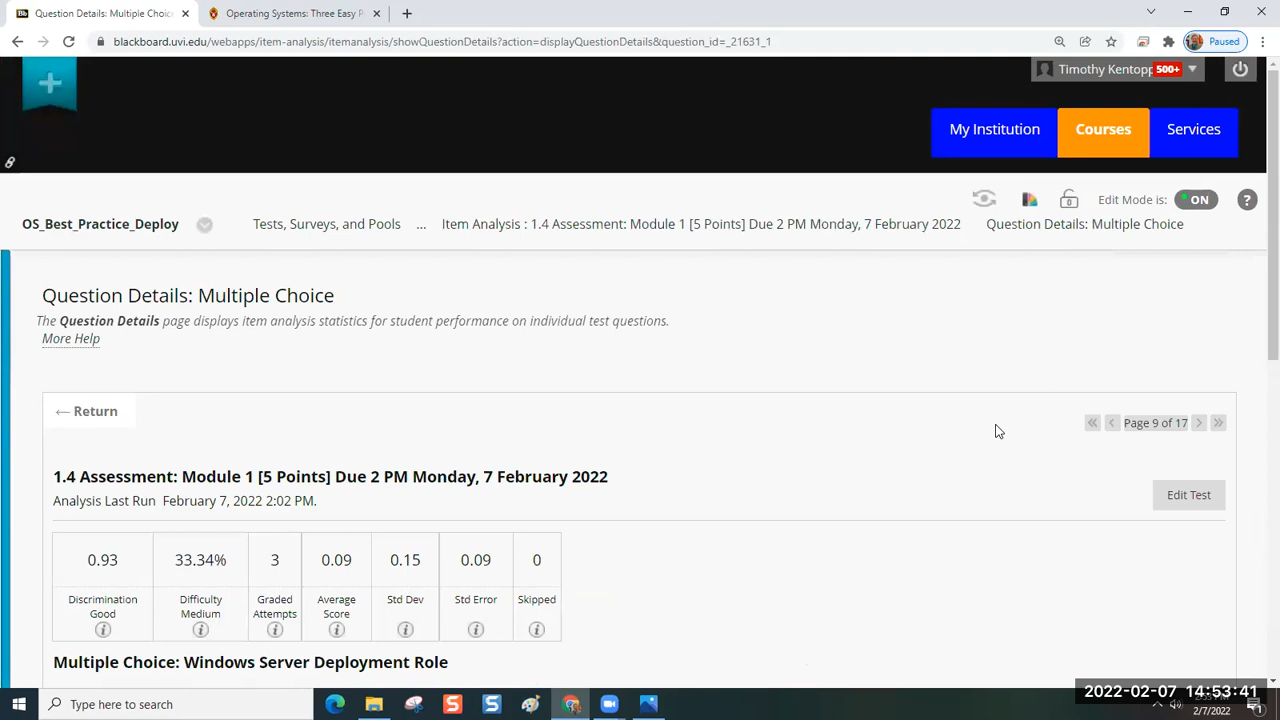 Question Details: Multiple Choic
Operating Systems: Three Easy P
blackboard.uvi.edu/webapps/item-analysis/itemanalysis/showQuestionDetails?action=displayQuestionDetails&question_id=_21631_1
Paused
Timothy Kentopp 500+
My Institution
Courses
Services
Edit Mode is: ON
?
OS_Best_Practice_Deploy
Tests, Surveys, and Pools
...
Item Analysis : 1.4 Assessment: Module 1 [5 Points] Due 2 PM Monday, 7 February 2022
Question Details: Multiple Choice
Question Details: Multiple Choice
The Question Details page displays item analysis statistics for student performance on individual test questions.
More Help
← Return
Page 9 of 17
1.4 Assessment: Module 1 [5 Points] Due 2 PM Monday, 7 February 2022
Analysis Last Run February 7, 2022 2:02 PM.
Edit Test
0.93 33.34% 3 0.09 0.15 0.09 0
Discrimination Good
Difficulty Medium
Graded Attempts
Average Score
Std Dev
Std Error
Skipped
Multiple Choice: Windows Server Deployment Role
Type here to search
2022-02-07 14:53:41
2/7/2022